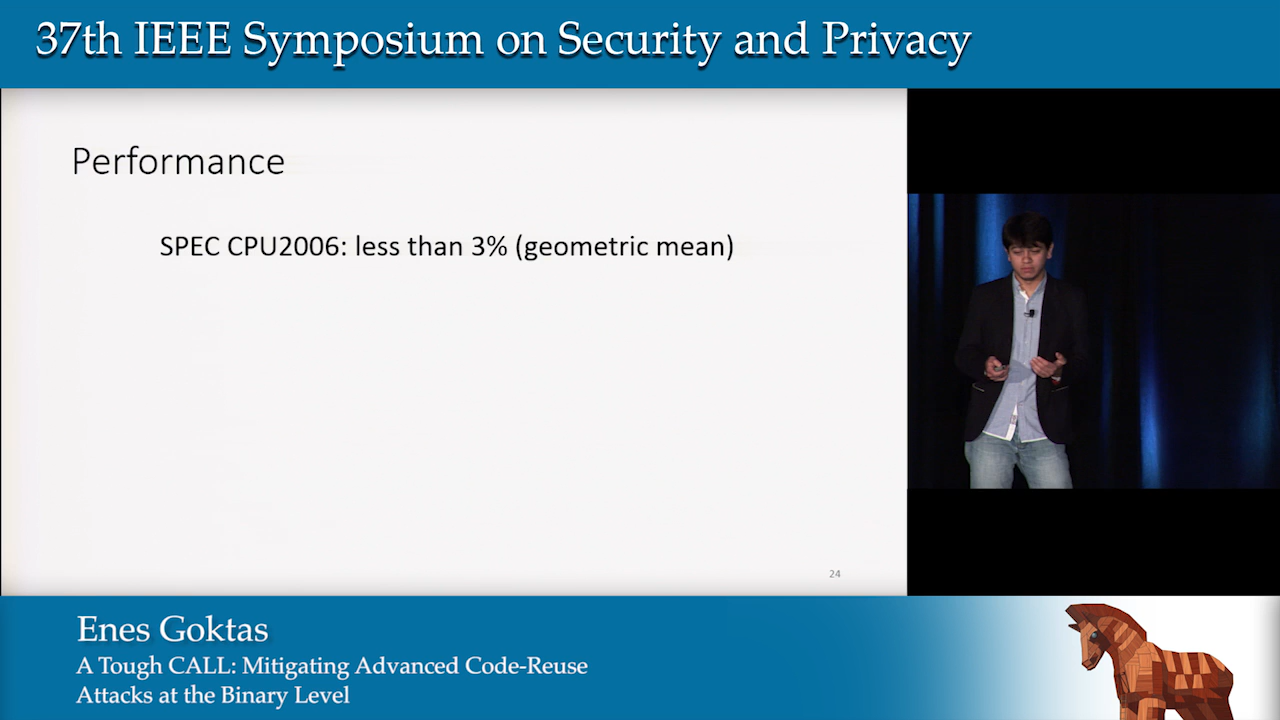 37th IEEE Symposium on Security and Privacy
Performance
SPEC CPU2006: less than 3% (geometric mean)
24
Enes Goktas
A Tough CALL: Mitigating Advanced Code-Reuse
Attacks at the Binary Level